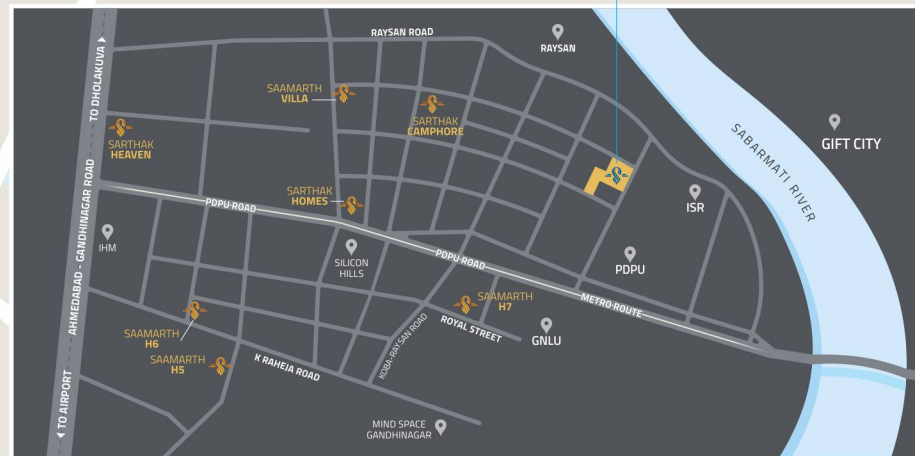 RAYSAN ROAD
RAYSAN
TO DHOLAKUVA
SAAMARTH
VILLA
SARTHAK
CAMPHORE
SARTHAK
HEAVEN
SABARMATI RIVER
GIFT CITY
SARTHAK
HOMES
ISR
PDPU ROAD
IHM
SILICON
HILLS
PDPU ROAD
PDPU
AHMEDABAD - GANDHINAGAR ROAD
METRO ROUTE
SAAMARTH
H7
ROYAL STREET
GNLU
SAAMARTH
H6
SAAMARTH
H5
K RAHEJA ROAD
KOBA-RAYSAN ROAD
TO AIRPORT
MIND SPACE
GANDHINAGAR